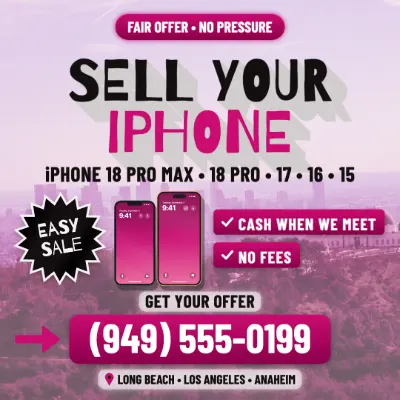 FAIR OFFER • NO PRESSURE
SELL YOUR
IPHONE
iPHONE 18 PRO MAX • 18 PRO • 17 • 16 • 15
EASY
SALE
9:41
9:41
✓ CASH WHEN WE MEET
✓ NO FEES
GET YOUR OFFER
(949) 555-0199
LONG BEACH • LOS ANGELES • ANAHEIM